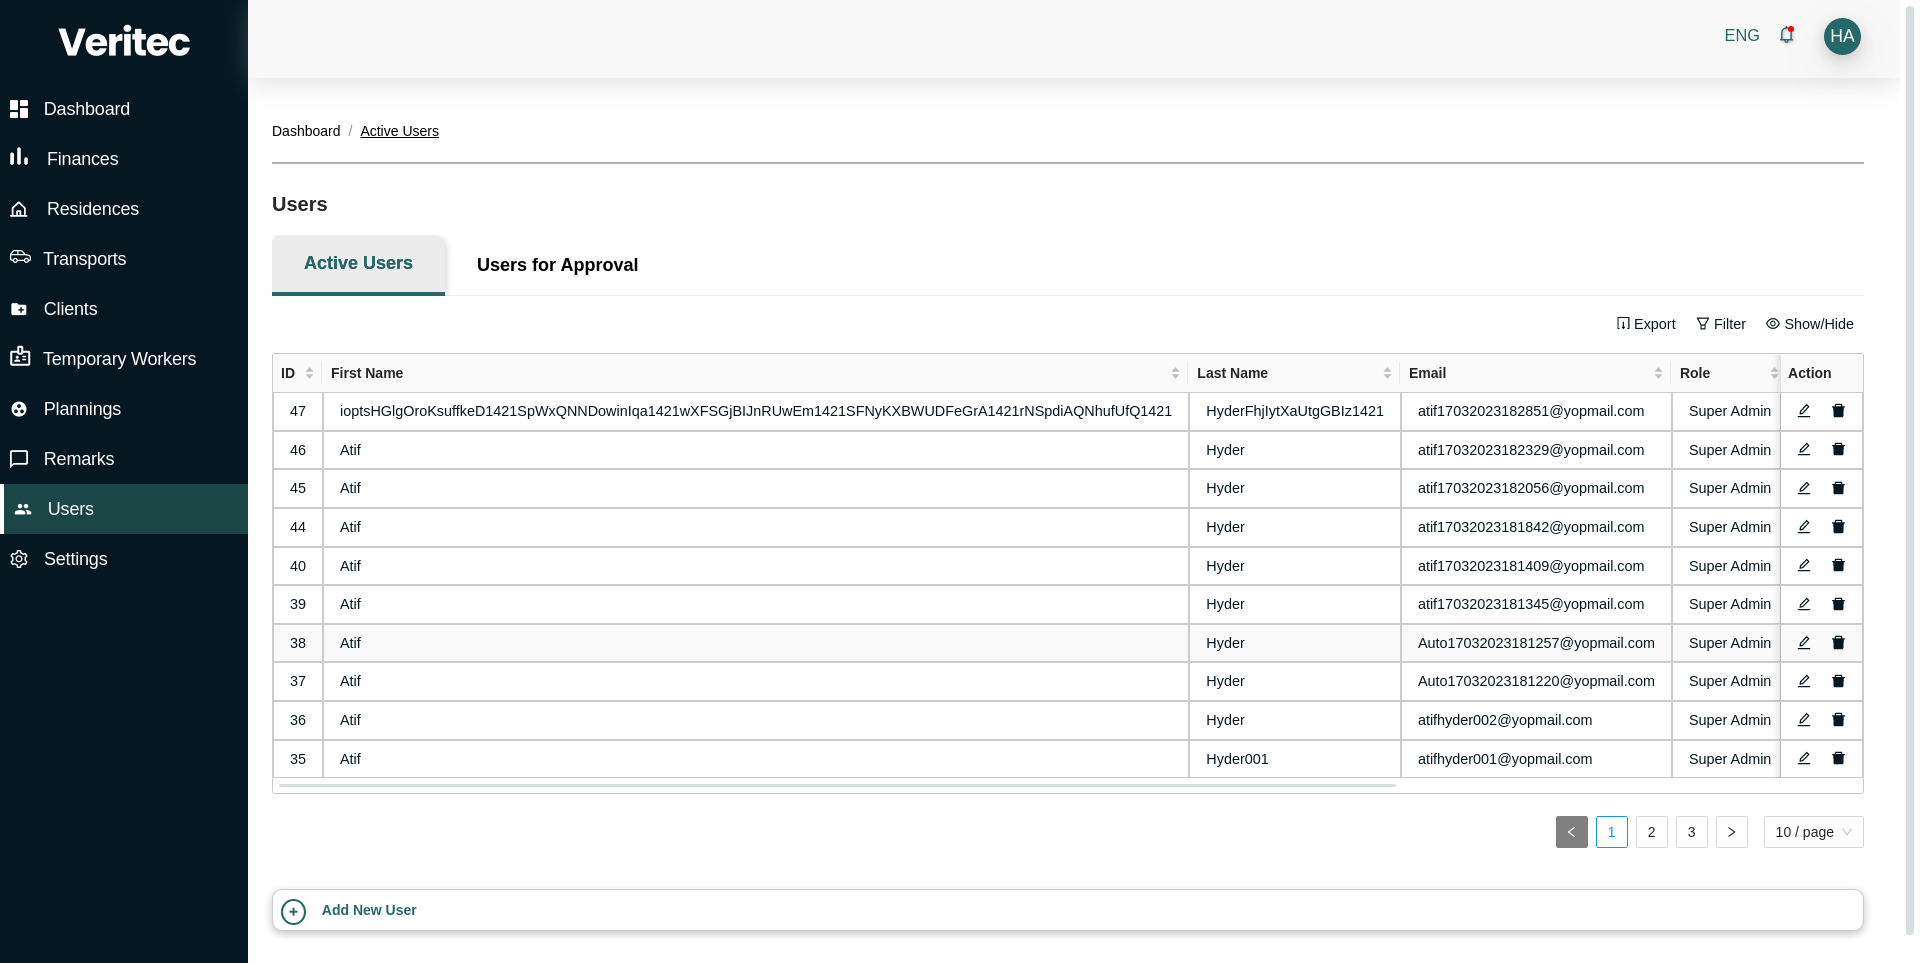 Veritec
Dashboard
Finances
Residences
Transports
Clients
Temporary Workers
Plannings
Remarks
Users
Settings
ENG HA
Dashboard / Active Users
Users
Active Users Users for Approval
Export Filter Show/Hide
ID First Name Last Name Email Role Action
47 ioptsHGlgOroKsuffkeD1421SpWxQNNDowinIqa1421wXFSGjBIJnRUwEm1421SFNyKXBWUDFeGrA1421rNSpdiAQNhufUfQ1421 HyderFhjIytXaUtgGBIz1421 atif17032023182851@yopmail.com Super Admin
46 Atif Hyder atif17032023182329@yopmail.com Super Admin
45 Atif Hyder atif17032023182056@yopmail.com Super Admin
44 Atif Hyder atif17032023181842@yopmail.com Super Admin
40 Atif Hyder atif17032023181409@yopmail.com Super Admin
39 Atif Hyder atif17032023181345@yopmail.com Super Admin
38 Atif Hyder Auto17032023181257@yopmail.com Super Admin
37 Atif Hyder Auto17032023181220@yopmail.com Super Admin
36 Atif Hyder atifhyder002@yopmail.com Super Admin
35 Atif Hyder001 atifhyder001@yopmail.com Super Admin
< 1 2 3 > 10 / page
Add New User